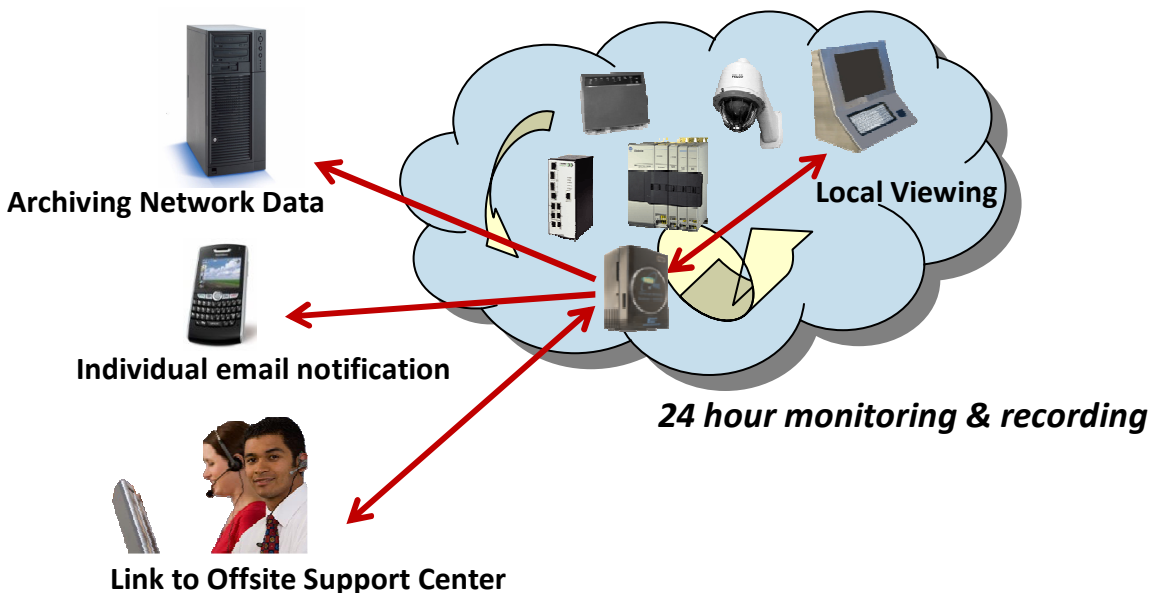 Archiving Network Data
Local Viewing
Individual email notification
24 hour monitoring & recording
Link to Offsite Support Center